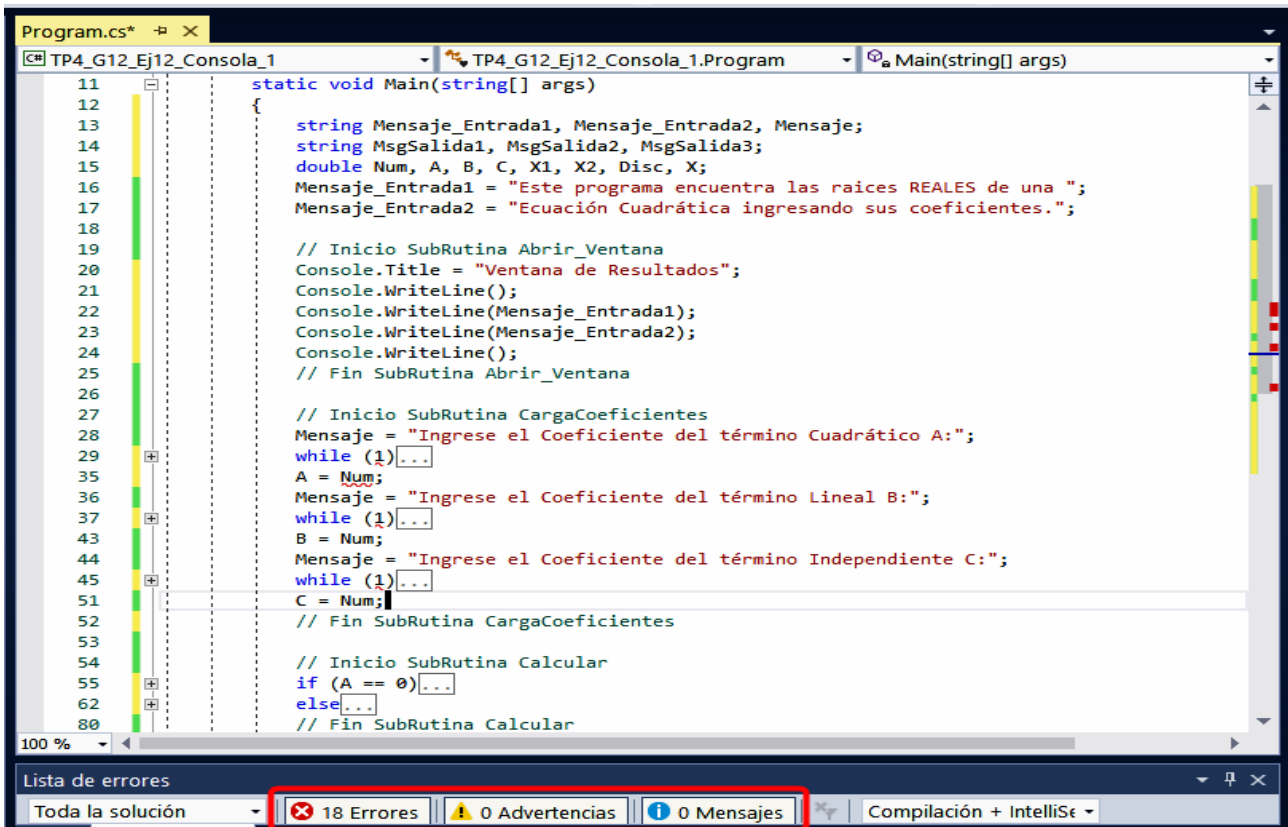 Program.cs*
TP4_G12_Ej12_Consola_1 TP4_G12_Ej12_Consola_1.Program Main(string[] args)
11 static void Main(string[] args)
12 {
13 string Mensaje_Entrada1, Mensaje_Entrada2, Mensaje;
14 string MsgSalida1, MsgSalida2, MsgSalida3;
15 double Num, A, B, C, X1, X2, Disc, X;
16 Mensaje_Entrada1 = "Este programa encuentra las raices REALES de una ";
17 Mensaje_Entrada2 = "Ecuación Cuadrática ingresando sus coeficientes.";
18
19 // Inicio SubRutina Abrir_Ventana
20 Console.Title = "Ventana de Resultados";
21 Console.WriteLine();
22 Console.WriteLine(Mensaje_Entrada1);
23 Console.WriteLine(Mensaje_Entrada2);
24 Console.WriteLine();
25 // Fin SubRutina Abrir_Ventana
26
27 // Inicio SubRutina CargaCoeficientes
28 Mensaje = "Ingrese el Coeficiente del término Cuadrático A:";
29 while (1)...
35 A = Num;
36 Mensaje = "Ingrese el Coeficiente del término Lineal B:";
37 while (1)...
43 B = Num;
44 Mensaje = "Ingrese el Coeficiente del término Independiente C:";
45 while (1)...
51 C = Num;
52 // Fin SubRutina CargaCoeficientes
53
54 // Inicio SubRutina Calcular
55 if (A == 0)...
62 else...
80 // Fin SubRutina Calcular
100 %
Lista de errores
Toda la solución 18 Errores 0 Advertencias 0 Mensajes Compilación + IntelliSe